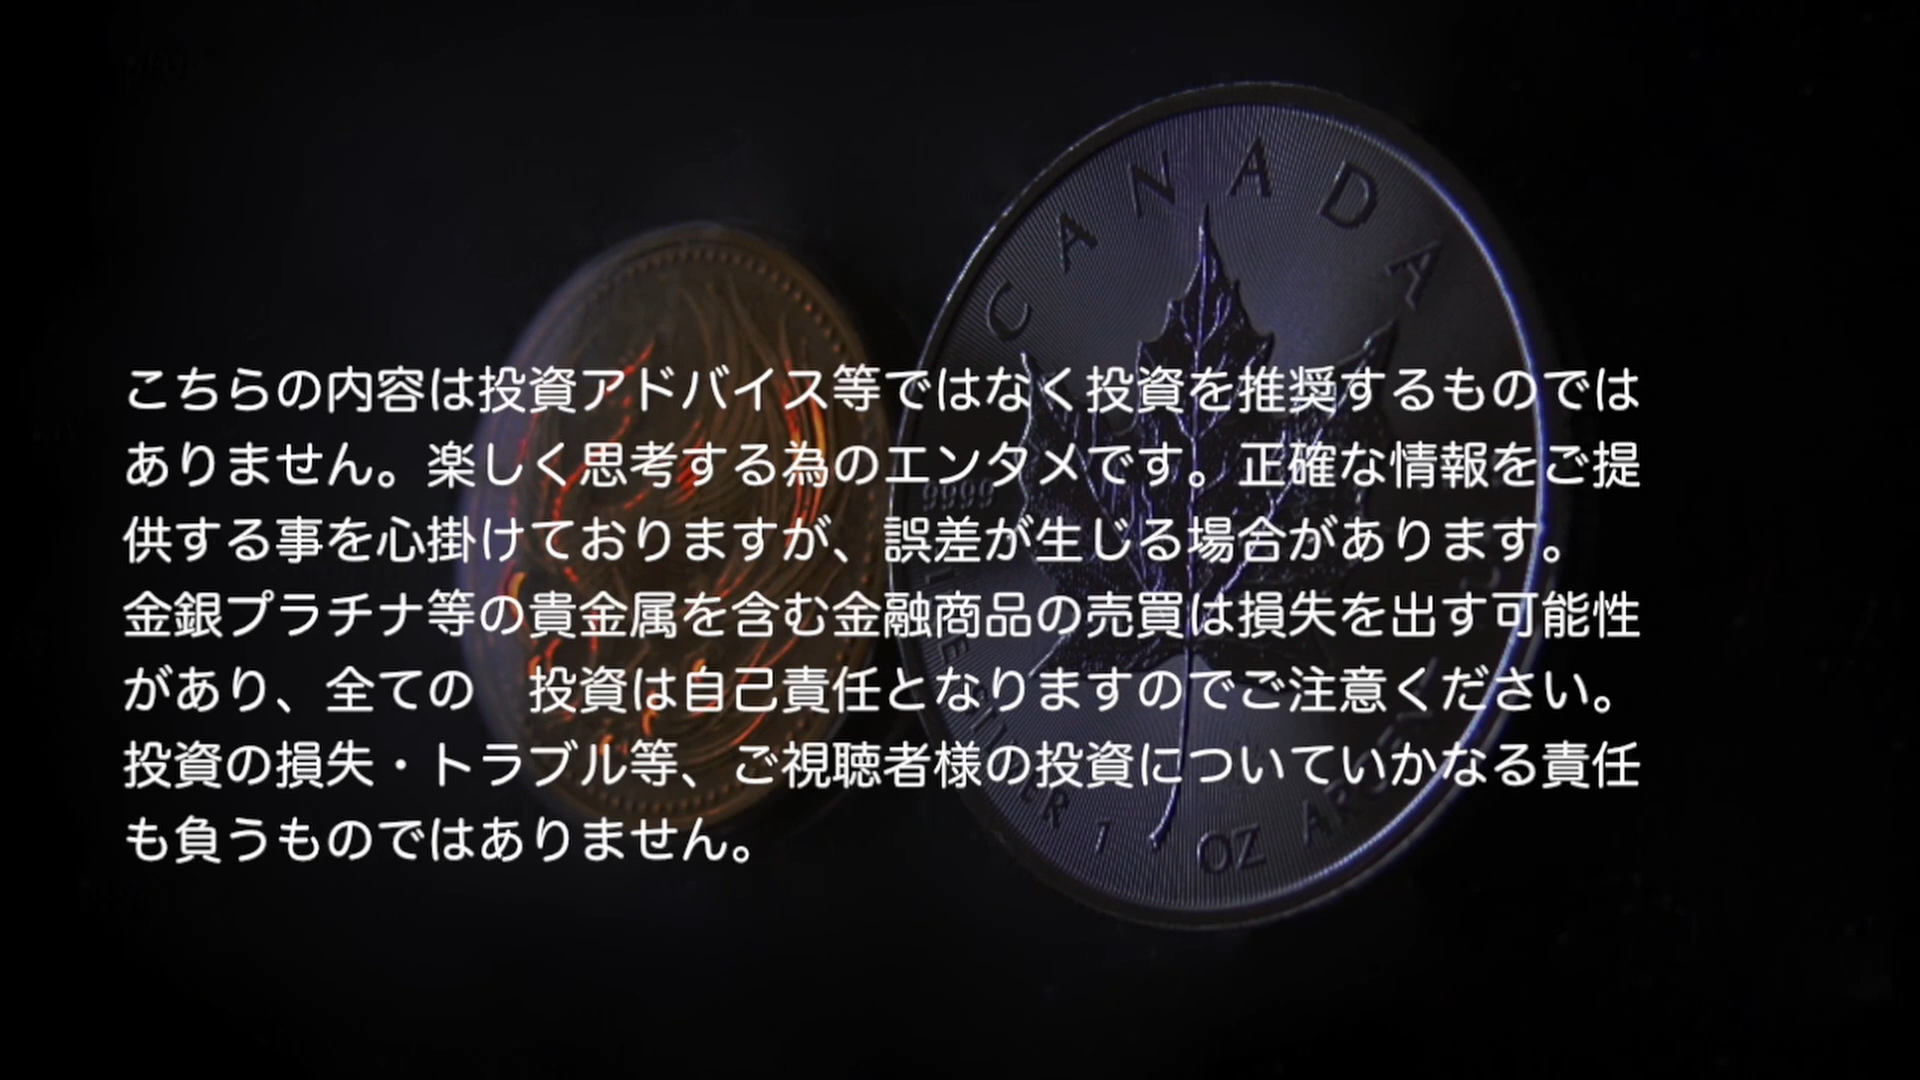 CANADA
こちらの内容は投資アドバイス等ではなく投資を推奨するものでは
ありません。楽しく思考する為のエンタメです。正確な情報をご提
9999
供する事を心掛けておりますが、誤差が生じる場合があります。
金銀プラチナ等の貴金属を含む金融商品の売買は損失を出す可能性
があり、全ての　投資は自己責任となりますのでご注意ください。
投資の損失・トラブル等、ご視聴者様の投資についていかなる責任
も負うものではありません。
SILVER 1 OZ ARGENT